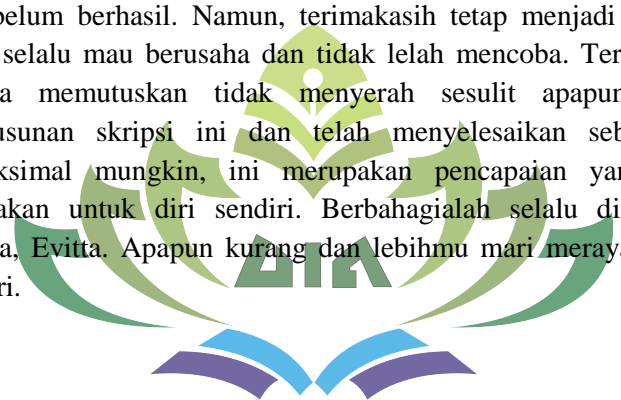 belum berhasil. Namun, terimakasih tetap menjadi
selalu mau berusaha dan tidak lelah mencoba. Ter
a memutuskan tidak menyerah sesulit apapun
usunan skripsi ini dan telah menyelesaikan seb
ksimal mungkin, ini merupakan pencapaian yan
akan untuk diri sendiri. Berbahagialah selalu di
a, Evitta. Apapun kurang dan lebihmu mari meraya
ri.